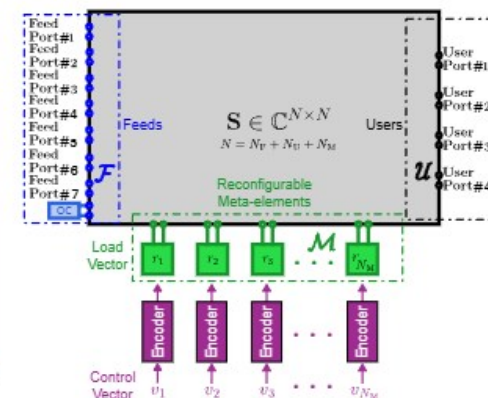 Feed
Port#1
Feed
Port#2
Feed
Port#3
Feed
Port#4
Feed
Port#5
Feed
Port#6
Feed
Port#7
OC
ℱ
Feeds
S ∈ ℂ^{N×N}
N = N_F + N_U + N_M
Users
𝒰
User
Port#1
User
Port#2
User
Port#3
User
Port#4
Reconfigurable
Meta-elements
ℳ
Load
Vector
r_1 r_2 r_3 . . . r_{N_M}
Encoder Encoder Encoder . . . Encoder
Control
Vector
v_1 v_2 v_3 . . . v_{N_M}